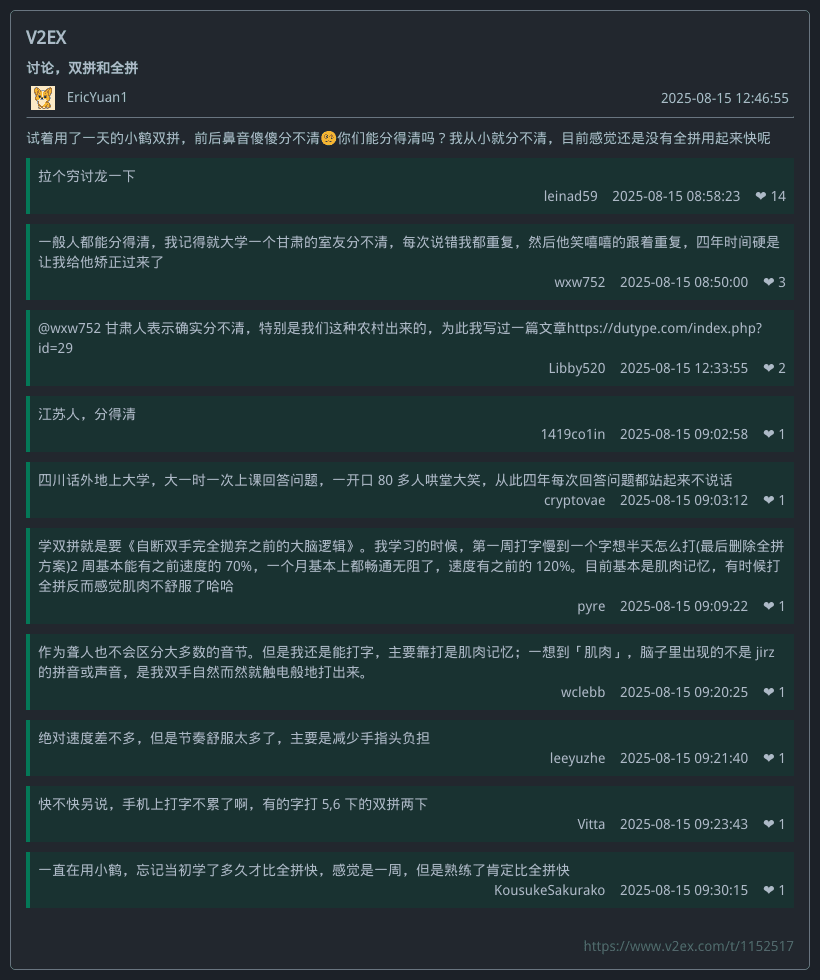 V2EX
讨论，双拼和全拼
EricYuan1
2025-08-15 12:46:55
试着用了一天的小鹤双拼，前后鼻音傻傻分不清🤨你们能分得清吗？我从小就分不清，目前感觉还是没有全拼用起来快呢
拉个穷讨龙一下
leinad59 2025-08-15 08:58:23 ❤ 14
一般人都能分得清，我记得就大学一个甘肃的室友分不清，每次说错我都重复，然后他笑嘻嘻的跟着重复，四年时间硬是
让我给他矫正过来了
wxw752 2025-08-15 08:50:00 ❤ 3
@wxw752 甘肃人表示确实分不清，特别是我们这种农村出来的，为此我写过一篇文章https://dutype.com/index.php?
id=29
Libby520 2025-08-15 12:33:55 ❤ 2
江苏人，分得清
1419co1in 2025-08-15 09:02:58 ❤ 1
四川话外地上大学，大一时一次上课回答问题，一开口 80 多人哄堂大笑，从此四年每次回答问题都站起来不说话
cryptovae 2025-08-15 09:03:12 ❤ 1
学双拼就是要《自断双手完全抛弃之前的大脑逻辑》。我学习的时候，第一周打字慢到一个字想半天怎么打(最后删除全拼
方案)2 周基本能有之前速度的 70%，一个月基本上都畅通无阻了，速度有之前的 120%。目前基本是肌肉记忆，有时候打
全拼反而感觉肌肉不舒服了哈哈
pyre 2025-08-15 09:09:22 ❤ 1
作为聋人也不会区分大多数的音节。但是我还是能打字，主要靠打是肌肉记忆；一想到「肌肉」，脑子里出现的不是 jirz
的拼音或声音，是我双手自然而然就触电般地打出来。
wclebb 2025-08-15 09:20:25 ❤ 1
绝对速度差不多，但是节奏舒服太多了，主要是减少手指头负担
leeyuzhe 2025-08-15 09:21:40 ❤ 1
快不快另说，手机上打字不累了啊，有的字打 5,6 下的双拼两下
Vitta 2025-08-15 09:23:43 ❤ 1
一直在用小鹤，忘记当初学了多久才比全拼快，感觉是一周，但是熟练了肯定比全拼快
KousukeSakurako 2025-08-15 09:30:15 ❤ 1
https://www.v2ex.com/t/1152517